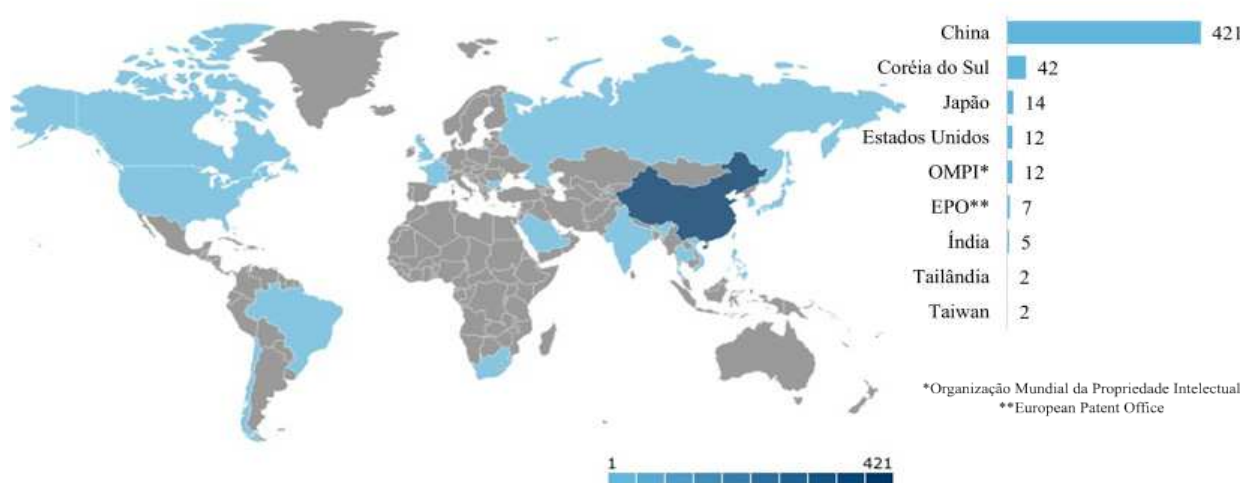 China 421
Coréia do Sul 42
Japão 14
Estados Unidos 12
OMPI* 12
EPO** 7
Índia 5
Tailândia 2
Taiwan 2
*Organização Mundial da Propriedade Intelectual
**European Patent Office
1 421